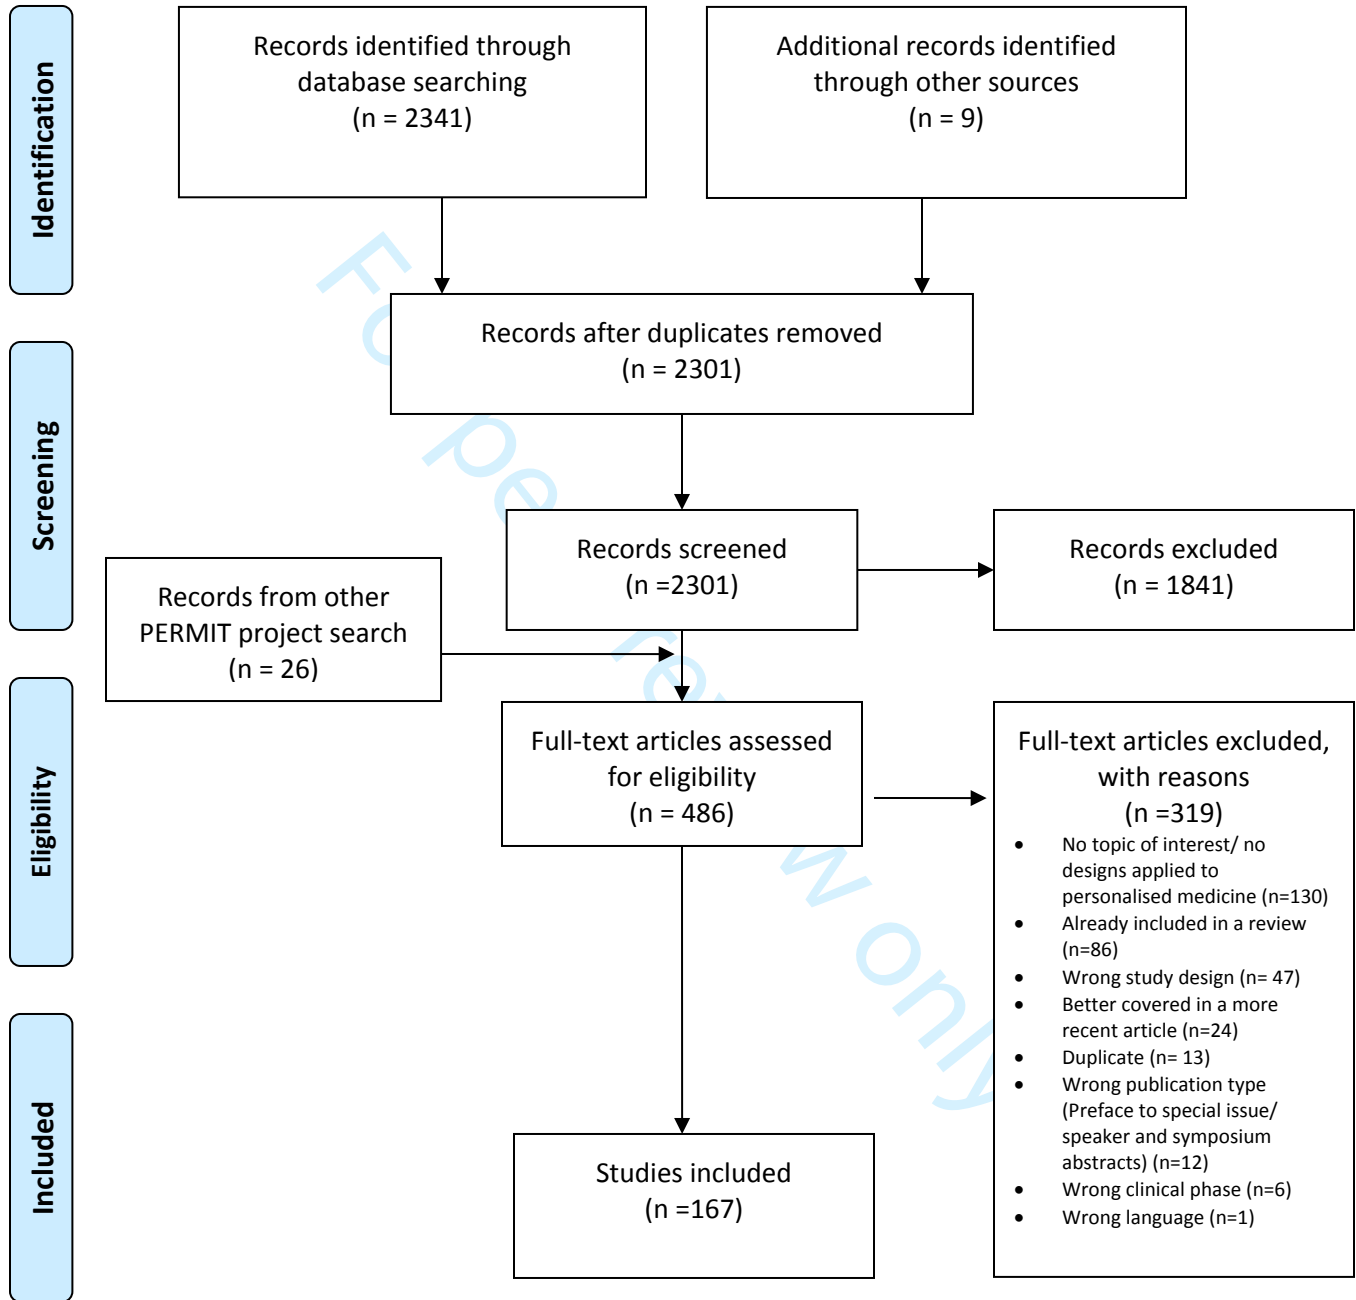 Identification
Records identified through
database searching
(n = 2341)
Additional records identified
through other sources
(n = 9)
Records after duplicates removed
(n = 2301)
Screening
Records screened
(n =2301)
Records excluded
(n = 1841)
Records from other
PERMIT project search
(n = 26)
Eligibility
Full-text articles assessed
for eligibility
(n = 486)
Full-text articles excluded,
with reasons
(n =319)
• No topic of interest/ no
designs applied to
personalised medicine (n=130)
• Already included in a review
(n=86)
• Wrong study design (n= 47)
• Better covered in a more
recent article (n=24)
• Duplicate (n= 13)
• Wrong publication type
(Preface to special issue/
speaker and symposium
abstracts) (n=12)
• Wrong clinical phase (n=6)
• Wrong language (n=1)
Included
Studies included
(n =167)